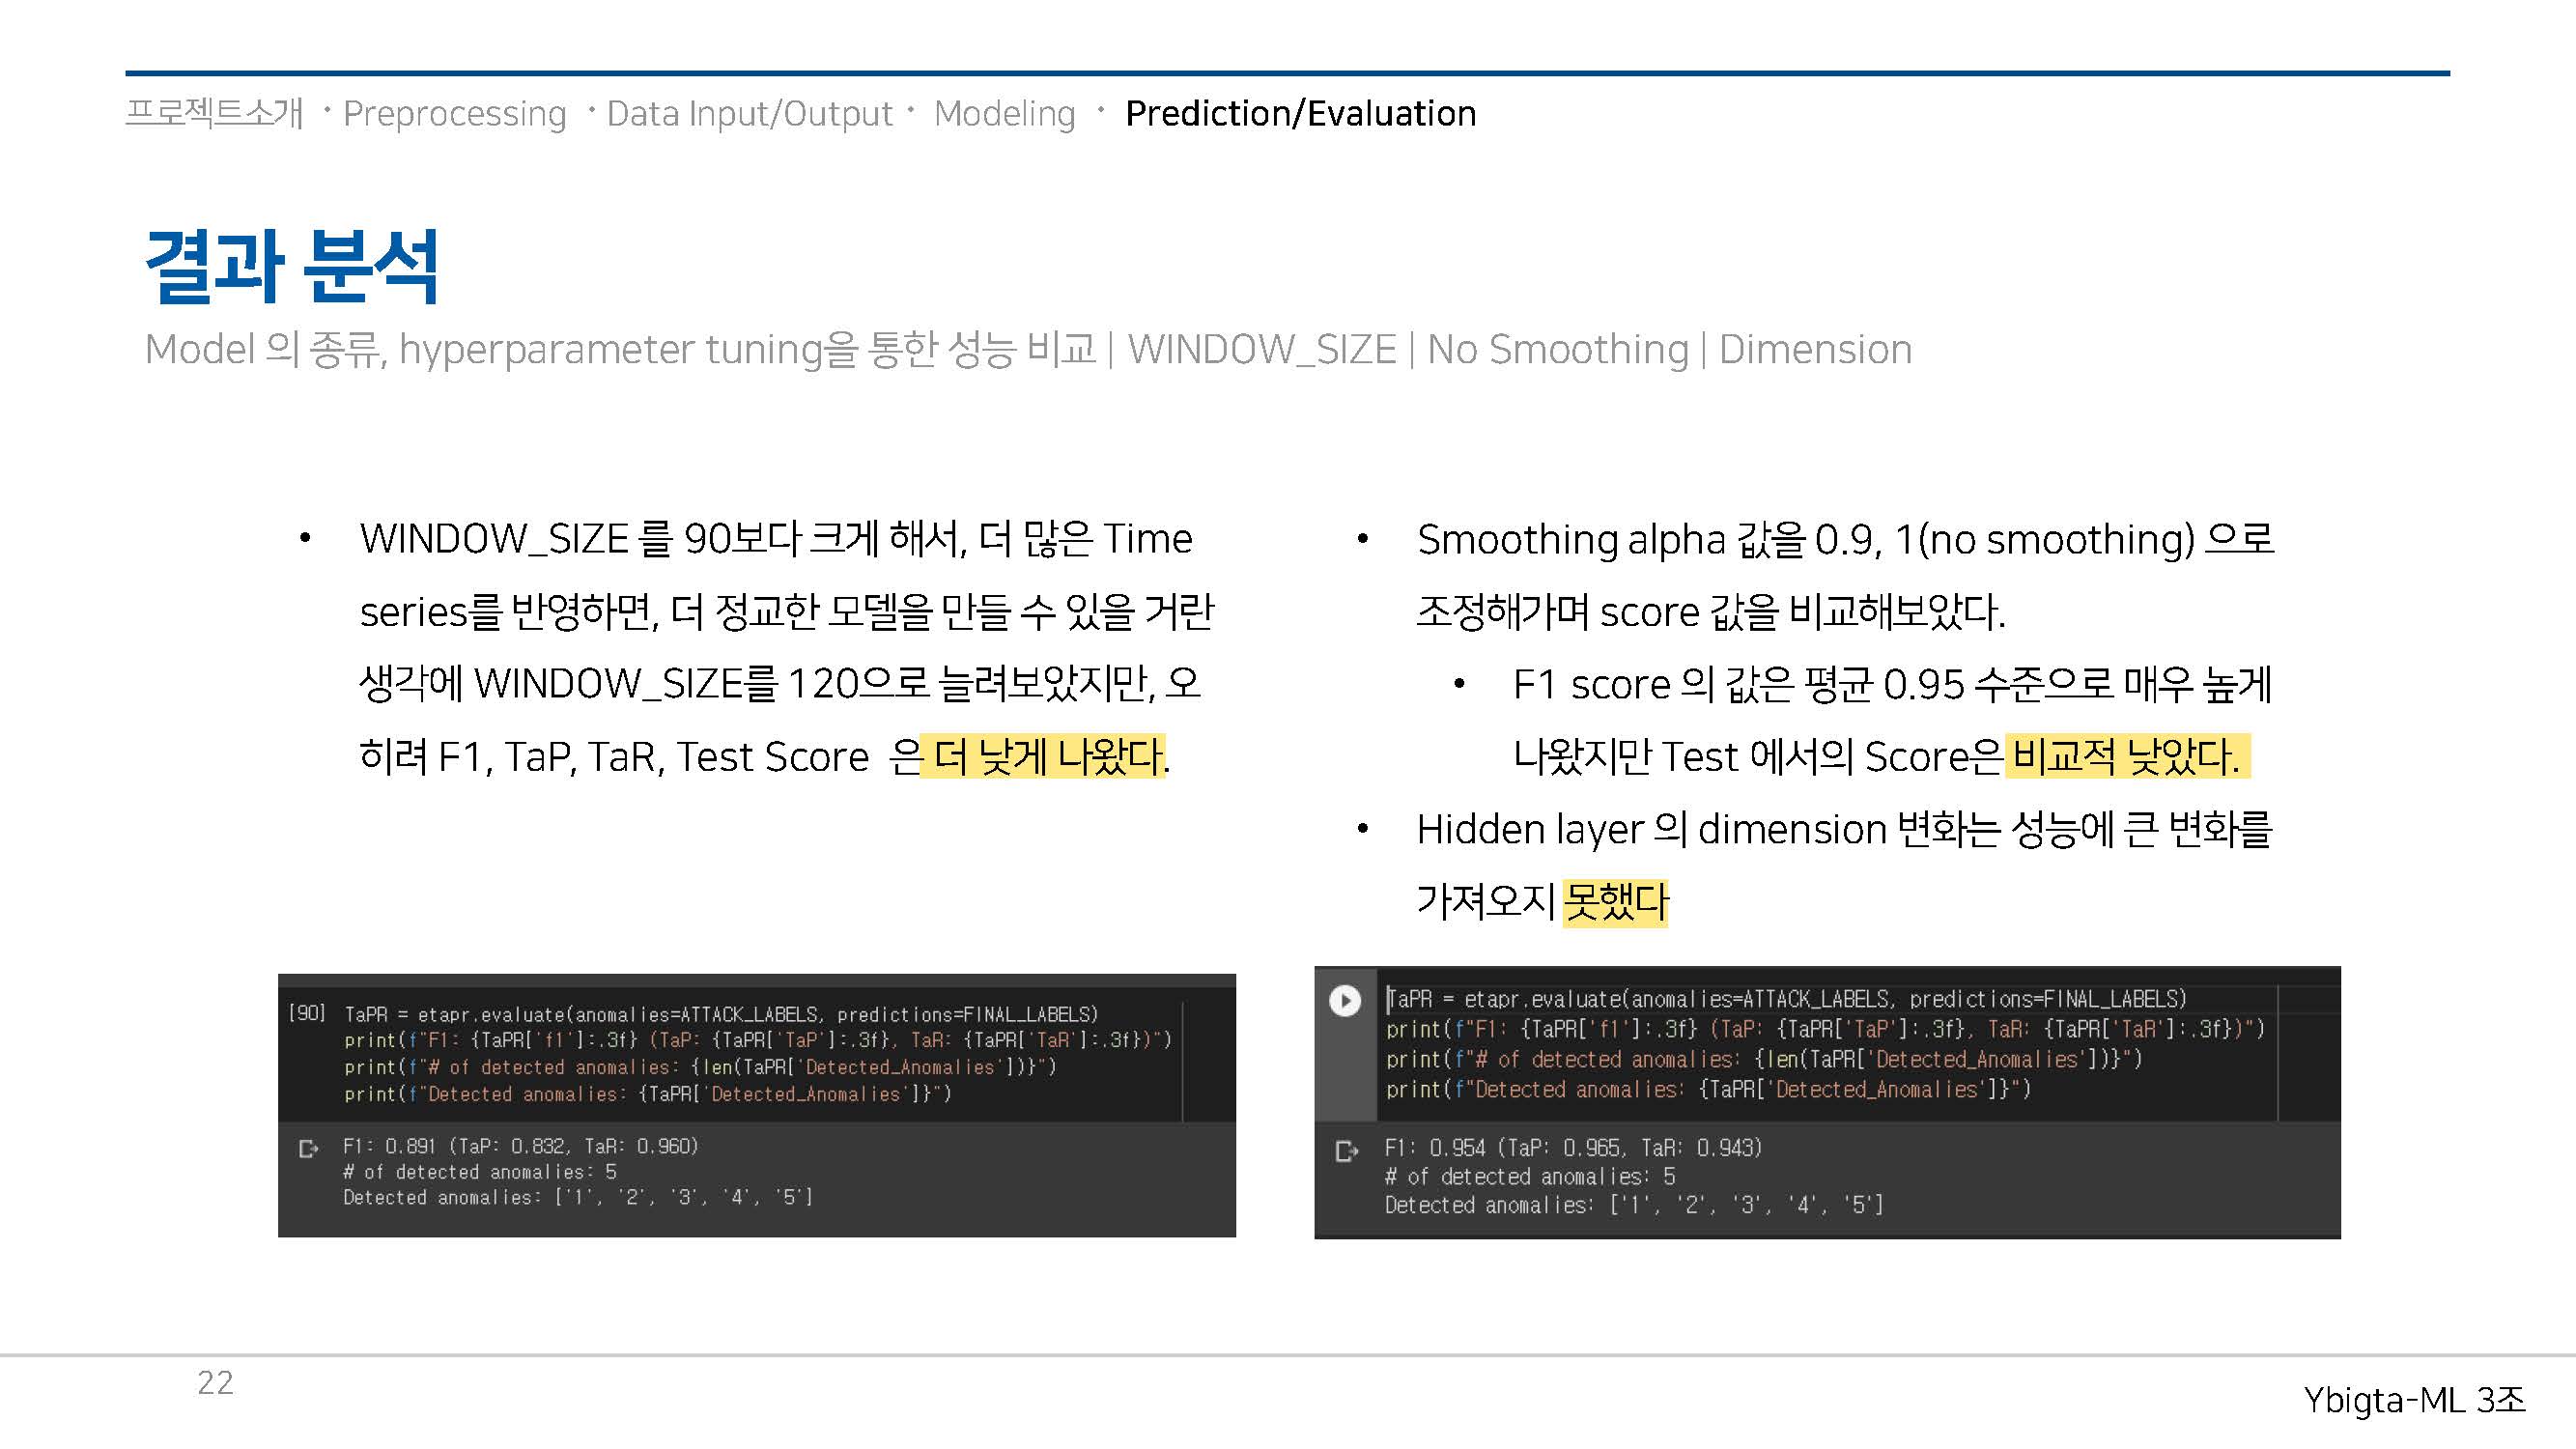 프로젝트소개 · Preprocessing · Data Input/Output · Modeling · Prediction/Evaluation
결과 분석
Model 의 종류, hyperparameter tuning을 통한 성능 비교 | WINDOW_SIZE | No Smoothing | Dimension
• WINDOW_SIZE 를 90보다 크게 해서, 더 많은 Time
series를 반영하면, 더 정교한 모델을 만들 수 있을 거란
생각에 WINDOW_SIZE를 120으로 늘려보았지만, 오
히려 F1, TaP, TaR, Test Score 은 더 낮게 나왔다.
• Smoothing alpha 값을 0.9, 1(no smoothing) 으로
조정해가며 score 값을 비교해보았다.
• F1 score 의 값은 평균 0.95 수준으로 매우 높게
나왔지만 Test 에서의 Score은 비교적 낮았다.
• Hidden layer 의 dimension 변화는 성능에 큰 변화를
가져오지 못했다
[90] TaPR = etapr.evaluate(anomalies=ATTACK_LABELS, predictions=FINAL_LABELS)
print(f"F1: {TaPR['f1']:.3f} (TaP: {TaPR['TaP']:.3f}, TaR: {TaPR['TaR']:.3f})")
print(f"# of detected anomalies: {len(TaPR['Detected_Anomalies'])}")
print(f"Detected anomalies: {TaPR['Detected_Anomalies']}")
F1: 0.891 (TaP: 0.832, TaR: 0.960)
# of detected anomalies: 5
Detected anomalies: ['1', '2', '3', '4', '5']
TaPR = etapr.evaluate(anomalies=ATTACK_LABELS, predictions=FINAL_LABELS)
print(f"F1: {TaPR['f1']:.3f} (TaP: {TaPR['TaP']:.3f}, TaR: {TaPR['TaR']:.3f})")
print(f"# of detected anomalies: {len(TaPR['Detected_Anomalies'])}")
print(f"Detected anomalies: {TaPR['Detected_Anomalies']}")
F1: 0.954 (TaP: 0.965, TaR: 0.943)
# of detected anomalies: 5
Detected anomalies: ['1', '2', '3', '4', '5']
22
Ybigta-ML 3조